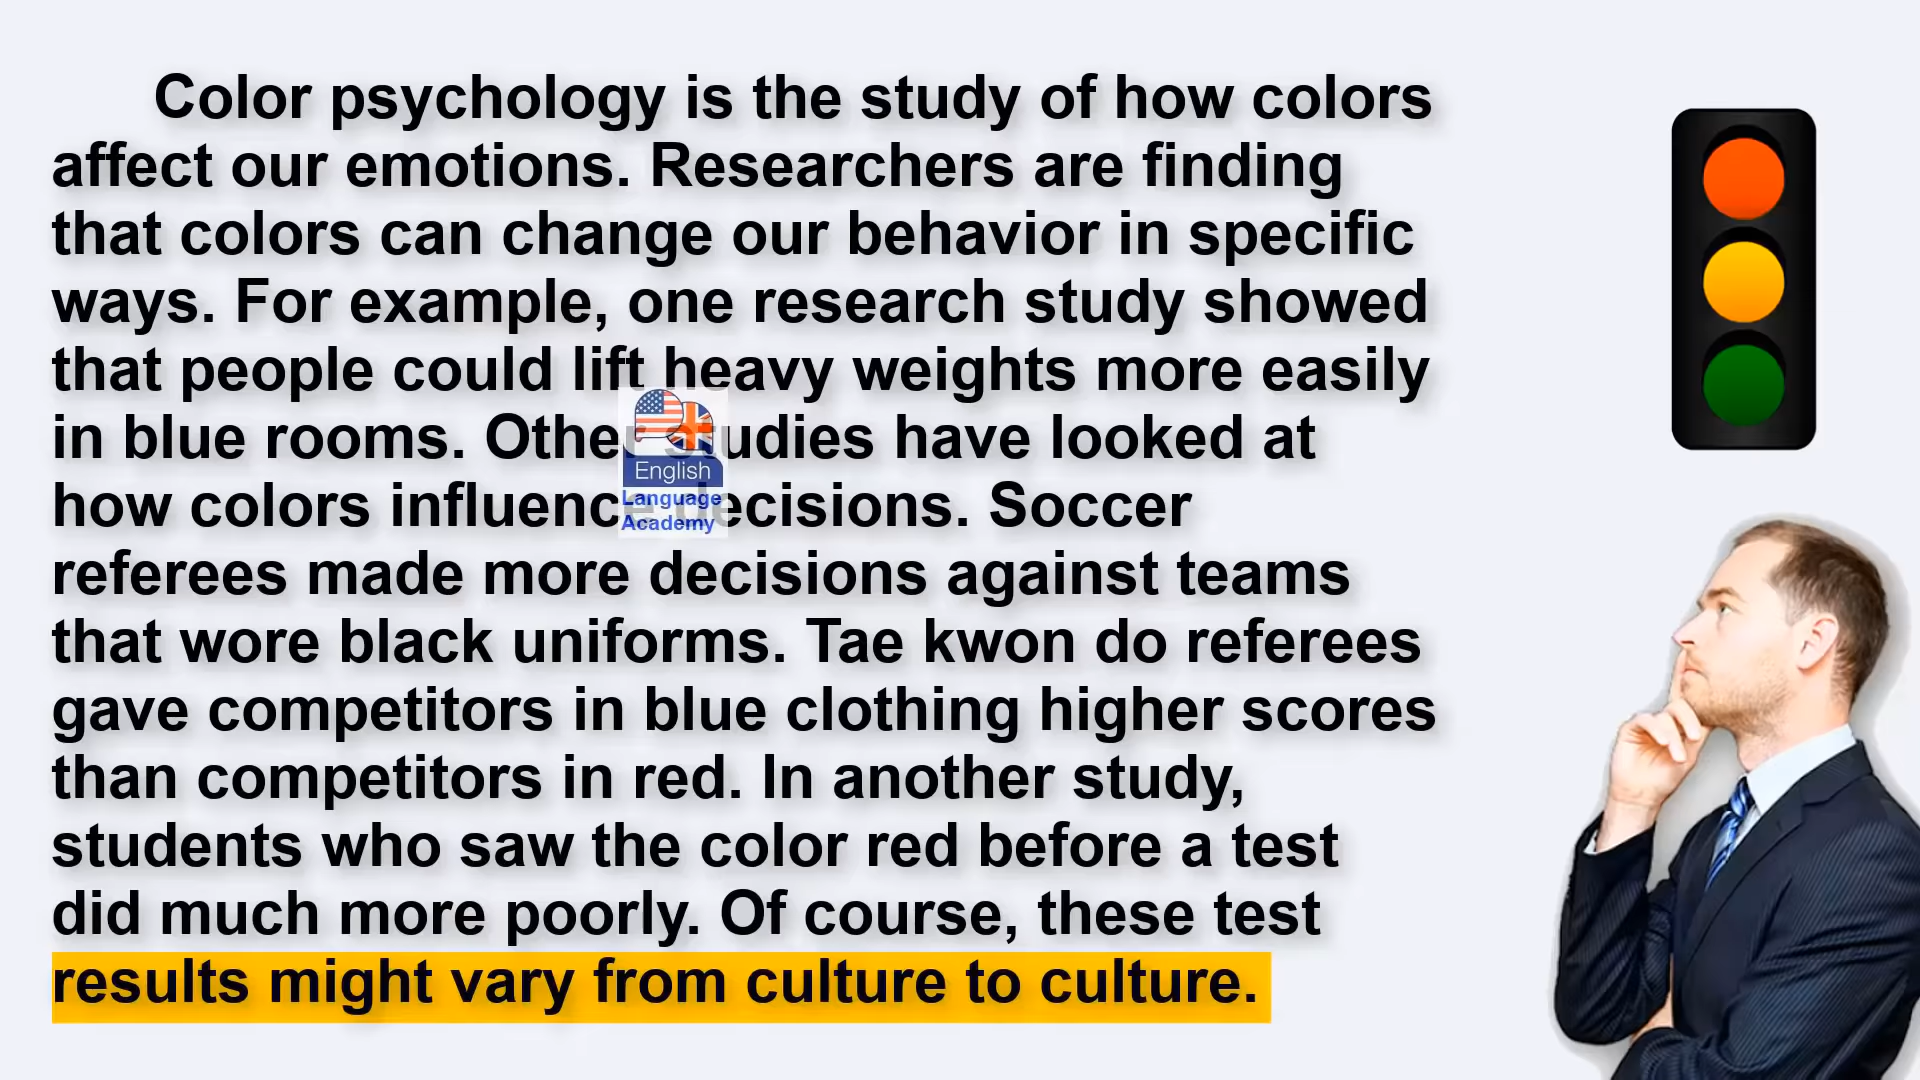 Color psychology is the study of how colors
affect our emotions. Researchers are finding
that colors can change our behavior in specific
ways. For example, one research study showed
that people could lift heavy weights more easily
in blue rooms. Other studies have looked at
how colors influence decisions. Soccer
referees made more decisions against teams
that wore black uniforms. Tae kwon do referees
gave competitors in blue clothing higher scores
than competitors in red. In another study,
students who saw the color red before a test
did much more poorly. Of course, these test
results might vary from culture to culture.
English
Language
Academy